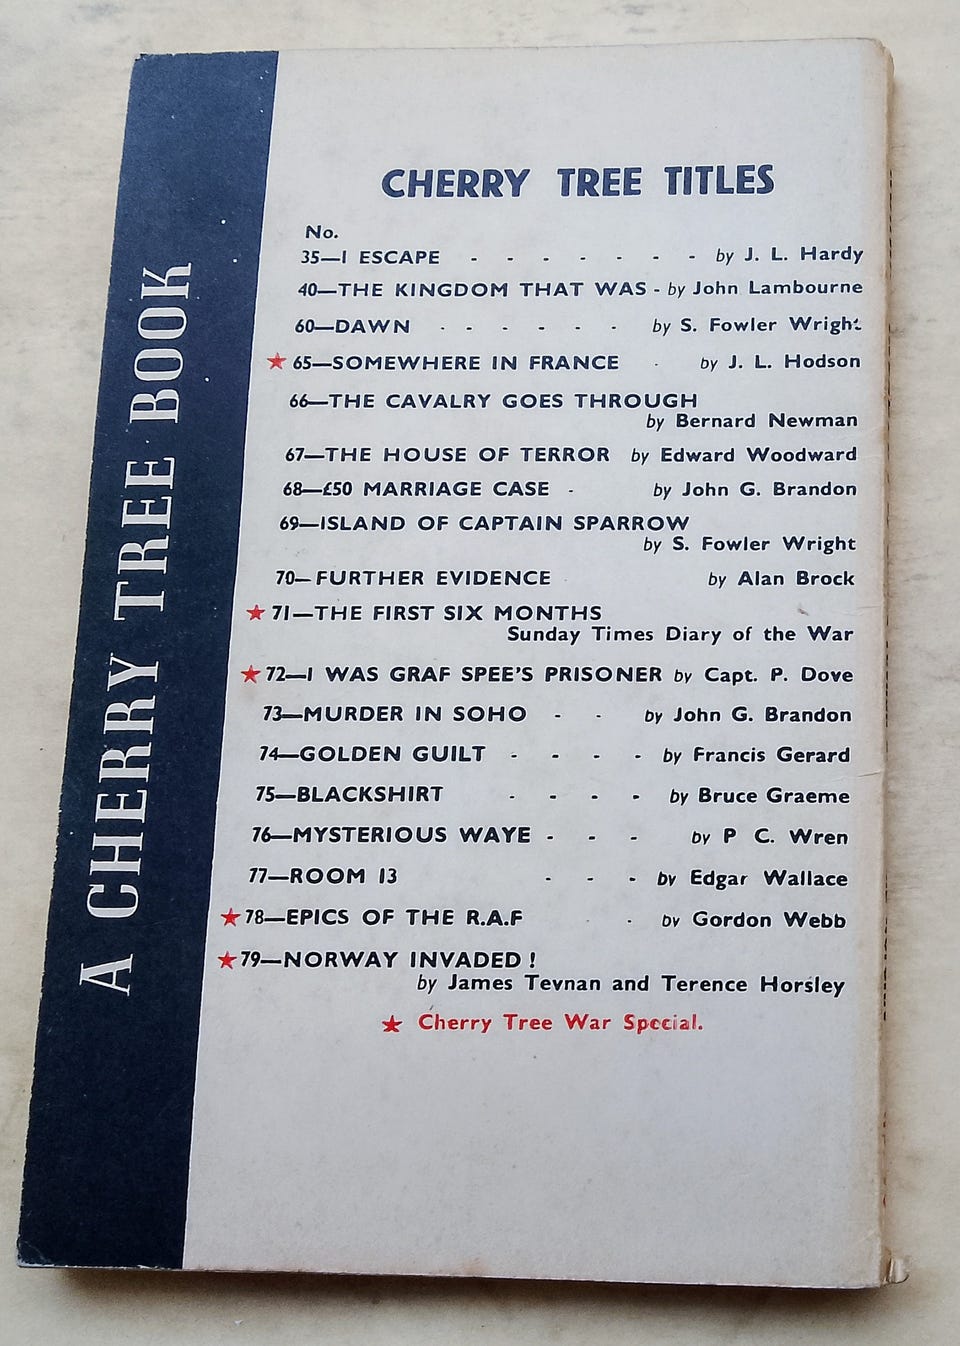 A CHERRY TREE BOOK
CHERRY TREE TITLES
No.
35—I ESCAPE - - - - - - - by J. L. Hardy
40—THE KINGDOM THAT WAS - by John Lambourne
60—DAWN - - - - - - by S. Fowler Wright
★ 65—SOMEWHERE IN FRANCE - by J. L. Hodson
66—THE CAVALRY GOES THROUGH
by Bernard Newman
67—THE HOUSE OF TERROR by Edward Woodward
68—£50 MARRIAGE CASE - by John G. Brandon
69—ISLAND OF CAPTAIN SPARROW
by S. Fowler Wright
70—FURTHER EVIDENCE by Alan Brock
★ 71—THE FIRST SIX MONTHS
Sunday Times Diary of the War
★ 72—I WAS GRAF SPEE'S PRISONER by Capt. P. Dove
73—MURDER IN SOHO - - by John G. Brandon
74—GOLDEN GUILT - - - - by Francis Gerard
75—BLACKSHIRT - - - - by Bruce Graeme
76—MYSTERIOUS WAYE - - - by P C. Wren
77—ROOM 13 - - - by Edgar Wallace
★ 78—EPICS OF THE R.A.F - by Gordon Webb
★ 79—NORWAY INVADED !
by James Tevnan and Terence Horsley
★ Cherry Tree War Special.